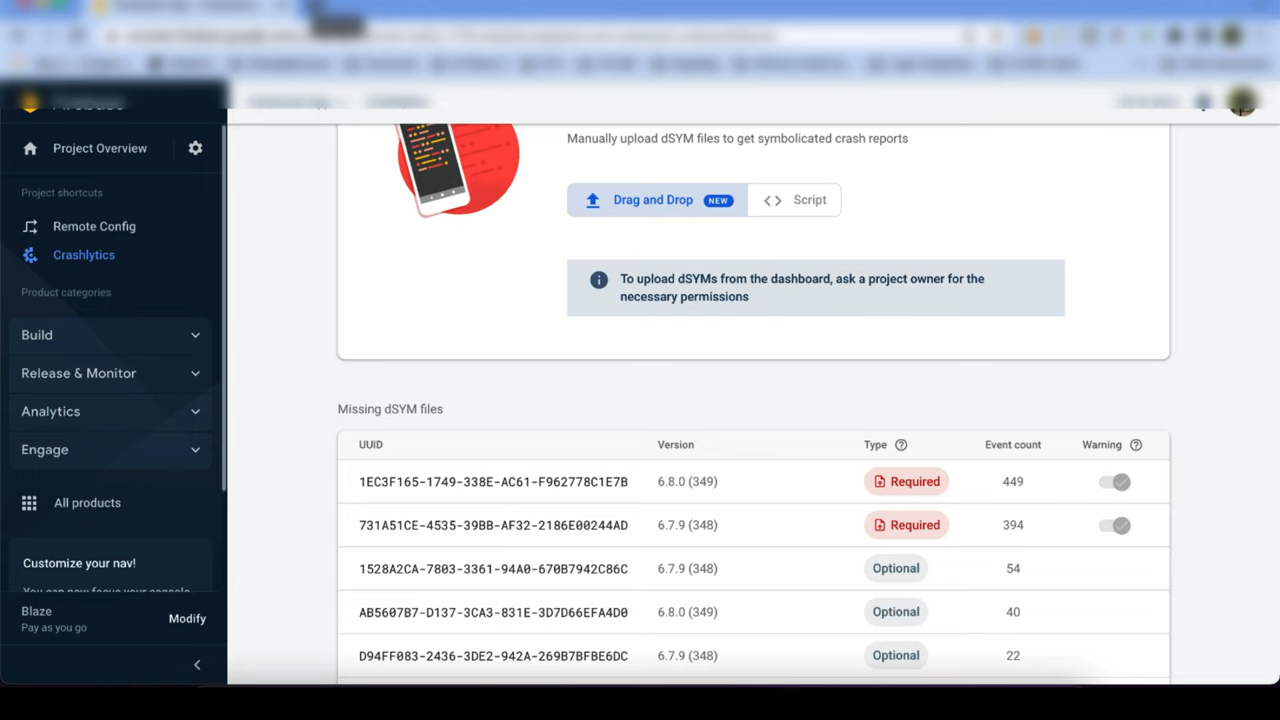 Project Overview
Project shortcuts
Remote Config
Crashlytics
Product categories
Build
Release & Monitor
Analytics
Engage
All products
Customize your nav!
You can now focus your console
Blaze
Pay as you go
Modify
Manually upload dSYM files to get symbolicated crash reports
Drag and Drop NEW
<> Script
To upload dSYMs from the dashboard, ask a project owner for the
necessary permissions
Missing dSYM files
UUID Version Type Event count Warning
1EC3F165-1749-338E-AC61-F962778C1E7B 6.8.0 (349) Required 449
731A51CE-4535-39BB-AF32-2186E00244AD 6.7.9 (348) Required 394
1528A2CA-7803-3361-94A0-670B7942C86C 6.7.9 (348) Optional 54
AB5607B7-D137-3CA3-831E-3D7D66EFA4D0 6.8.0 (349) Optional 40
D94FF083-2436-3DE2-942A-269B7BFBE6DC 6.7.9 (348) Optional 22